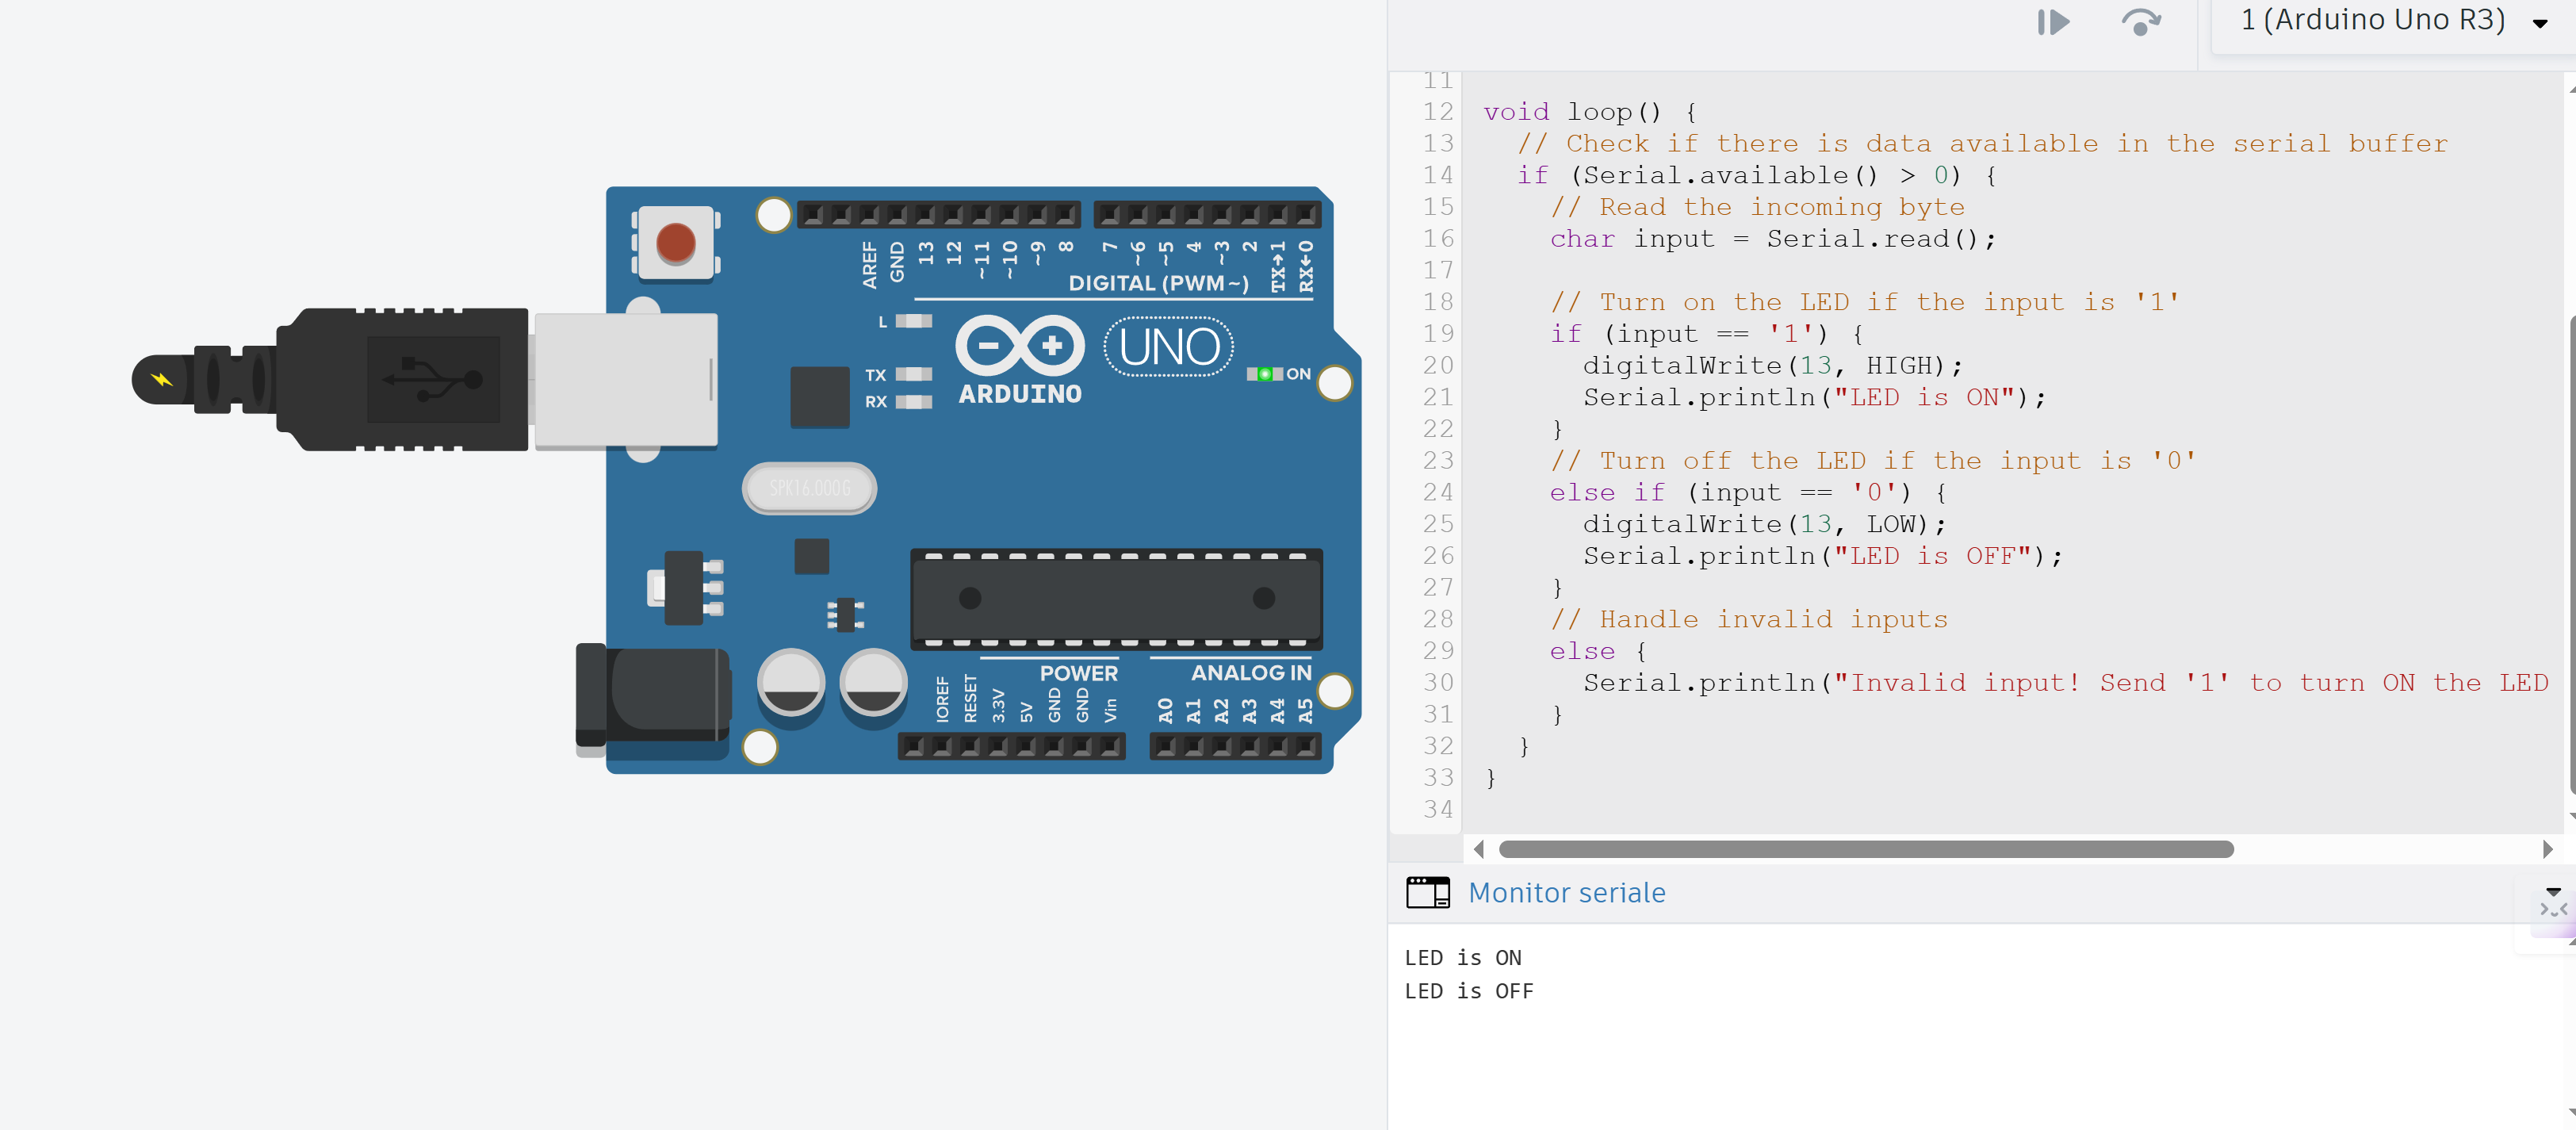 1 (Arduino Uno R3)
11
12 void loop() {
13 // Check if there is data available in the serial buffer
14 if (Serial.available() > 0) {
15 // Read the incoming byte
16 char input = Serial.read();
17
18 // Turn on the LED if the input is '1'
19 if (input == '1') {
20 digitalWrite(13, HIGH);
21 Serial.println("LED is ON");
22 }
23 // Turn off the LED if the input is '0'
24 else if (input == '0') {
25 digitalWrite(13, LOW);
26 Serial.println("LED is OFF");
27 }
28 // Handle invalid inputs
29 else {
30 Serial.println("Invalid input! Send '1' to turn ON the LED
31 }
32 }
33 }
34
Monitor seriale
LED is ON
LED is OFF
AREF GND 13 12 ~11 ~10 ~9 8 7 ~6 ~5 4 ~3 2 TX→1 RX←0
DIGITAL (PWM~)
L
TX
RX
ARDUINO
UNO
ON
SPK16.000G
POWER
ANALOG IN
IOREF RESET 3.3V 5V GND GND Vin A0 A1 A2 A3 A4 A5